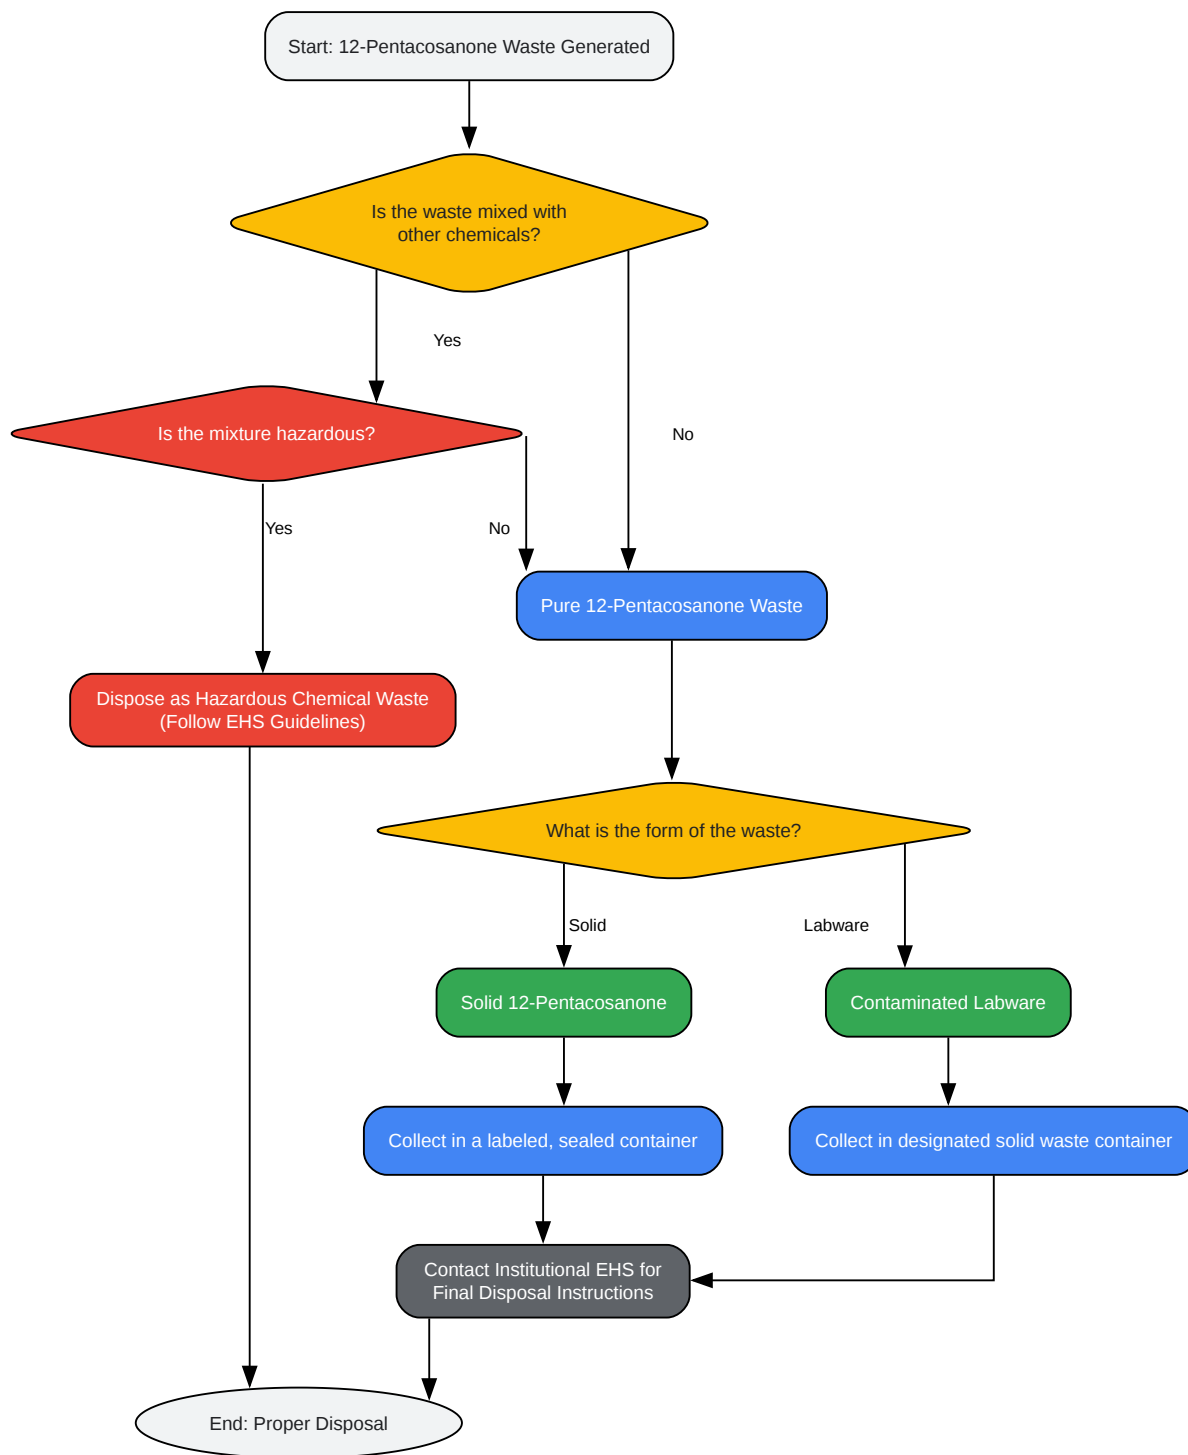 Start: 12-Pentacosanone Waste Generated
Is the waste mixed with
other chemicals?
Yes
Is the mixture hazardous?
No
Yes
No
Pure 12-Pentacosanone Waste
Dispose as Hazardous Chemical Waste
(Follow EHS Guidelines)
What is the form of the waste?
Solid
Labware
Solid 12-Pentacosanone
Contaminated Labware
Collect in a labeled, sealed container
Collect in designated solid waste container
Contact Institutional EHS for
Final Disposal Instructions
End: Proper Disposal